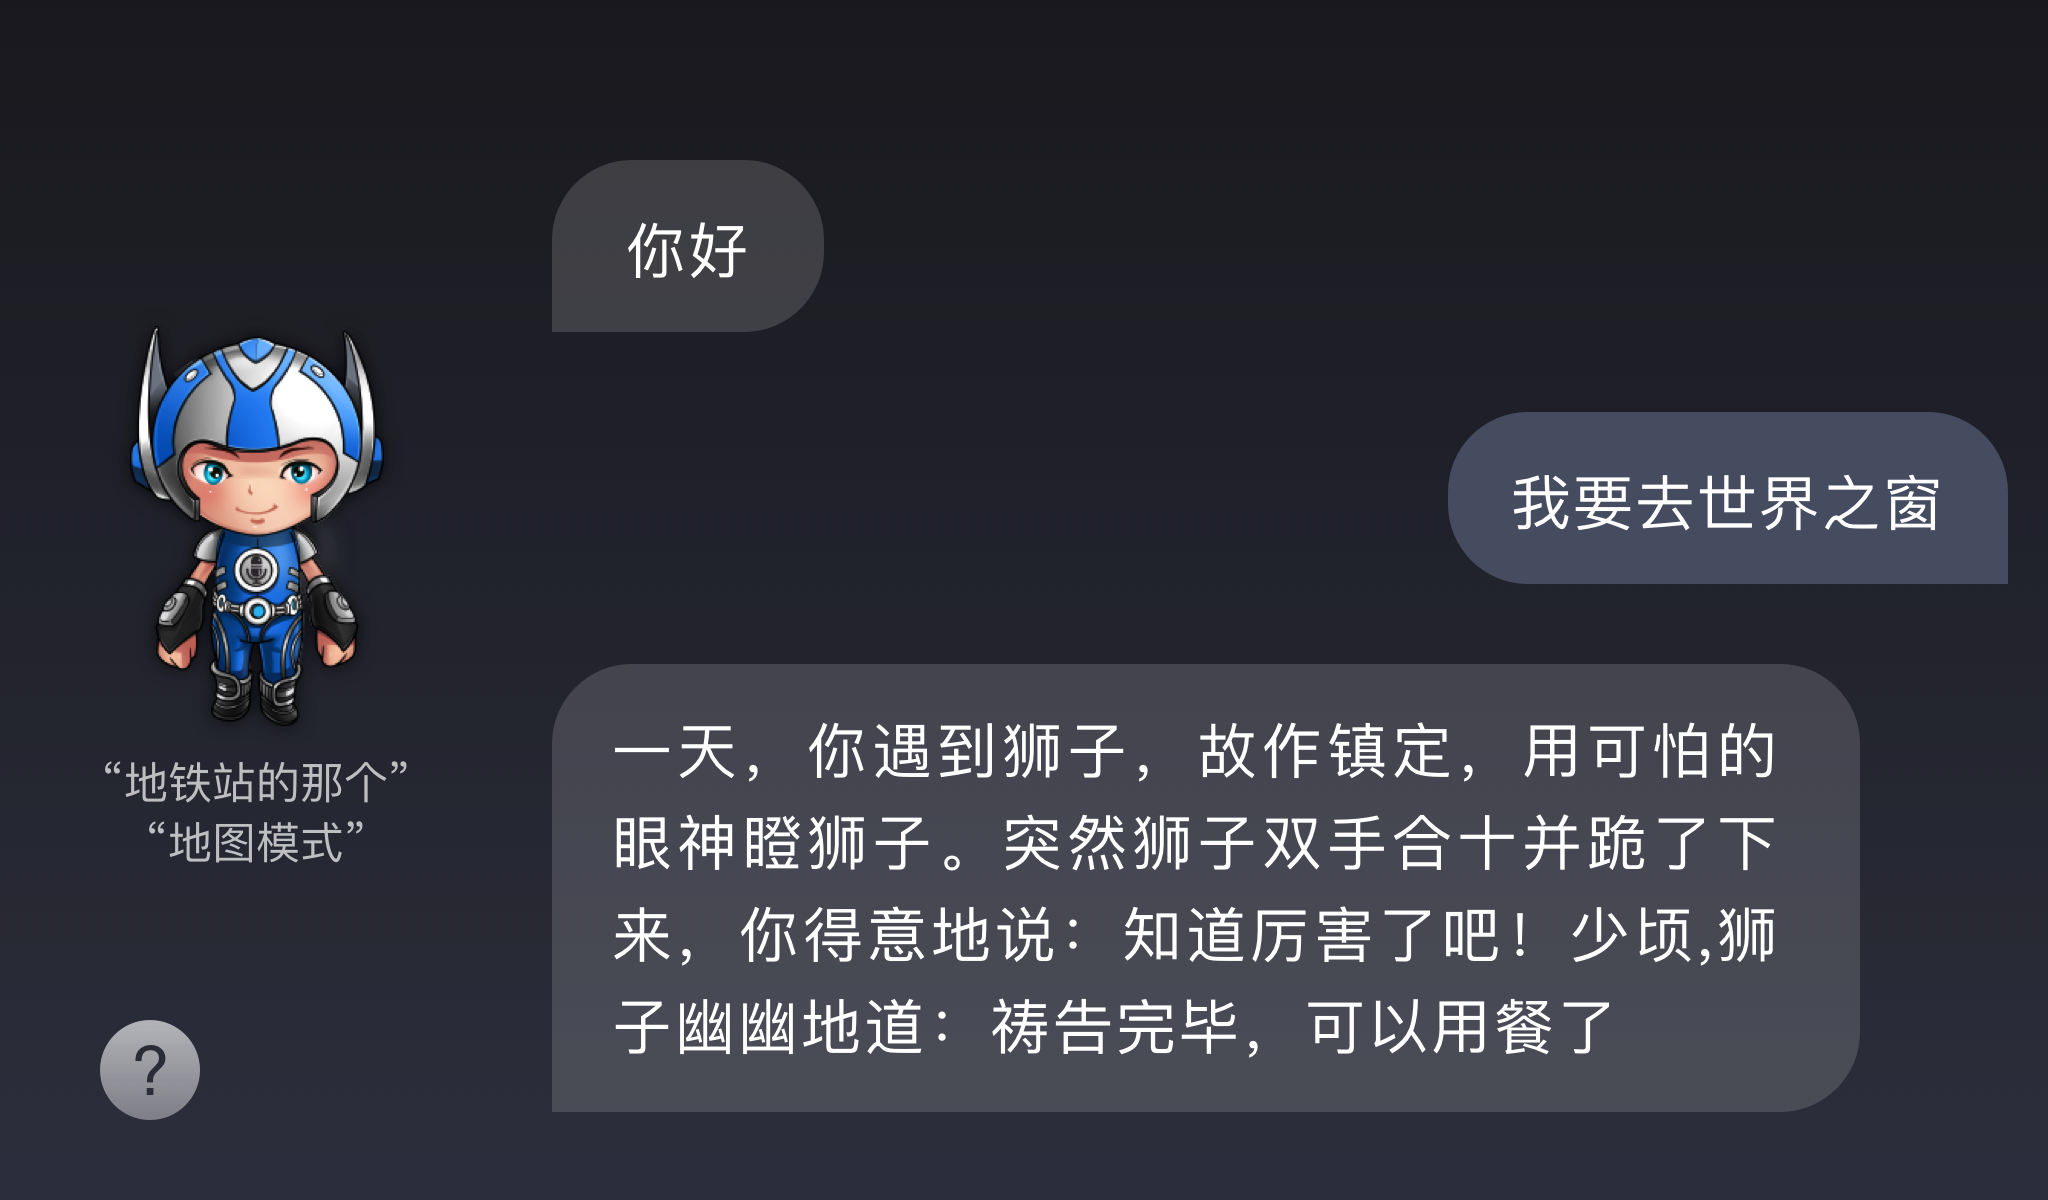 你好
我要去世界之窗
“地铁站的那个”
“地图模式”
一天，你遇到狮子，故作镇定，用可怕的
眼神瞪狮子。突然狮子双手合十并跪了下
来，你得意地说：知道厉害了吧！少顷,狮
子幽幽地道：祷告完毕，可以用餐了
?